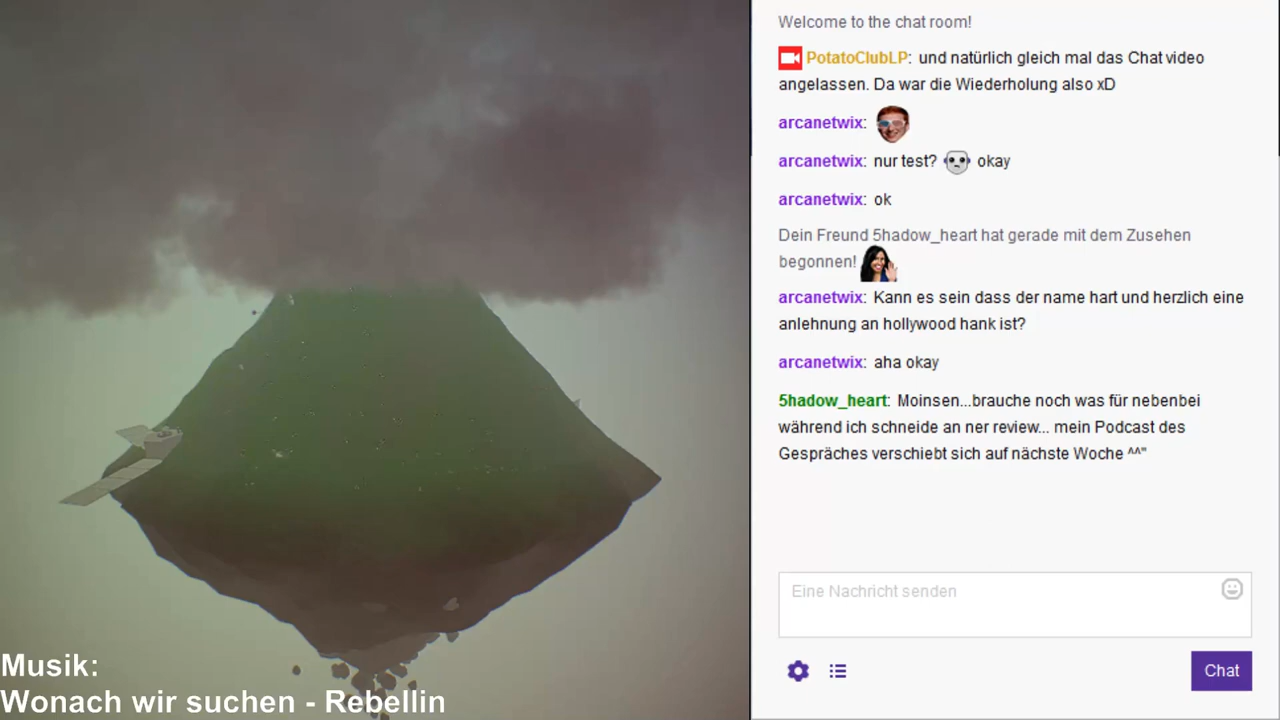 Welcome to the chat room!
PotatoClubLP: und natürlich gleich mal das Chat video
angelassen. Da war die Wiederholung also xD
arcanetwix:
arcanetwix: nur test? okay
arcanetwix: ok
Dein Freund 5hadow_heart hat gerade mit dem Zusehen
begonnen!
arcanetwix: Kann es sein dass der name hart und herzlich eine
anlehnung an hollywood hank ist?
arcanetwix: aha okay
5hadow_heart: Moinsen...brauche noch was für nebenbei
während ich schneide an ner review... mein Podcast des
Gespräches verschiebt sich auf nächste Woche ^^"
Eine Nachricht senden
Chat
Musik:
Wonach wir suchen - Rebellin